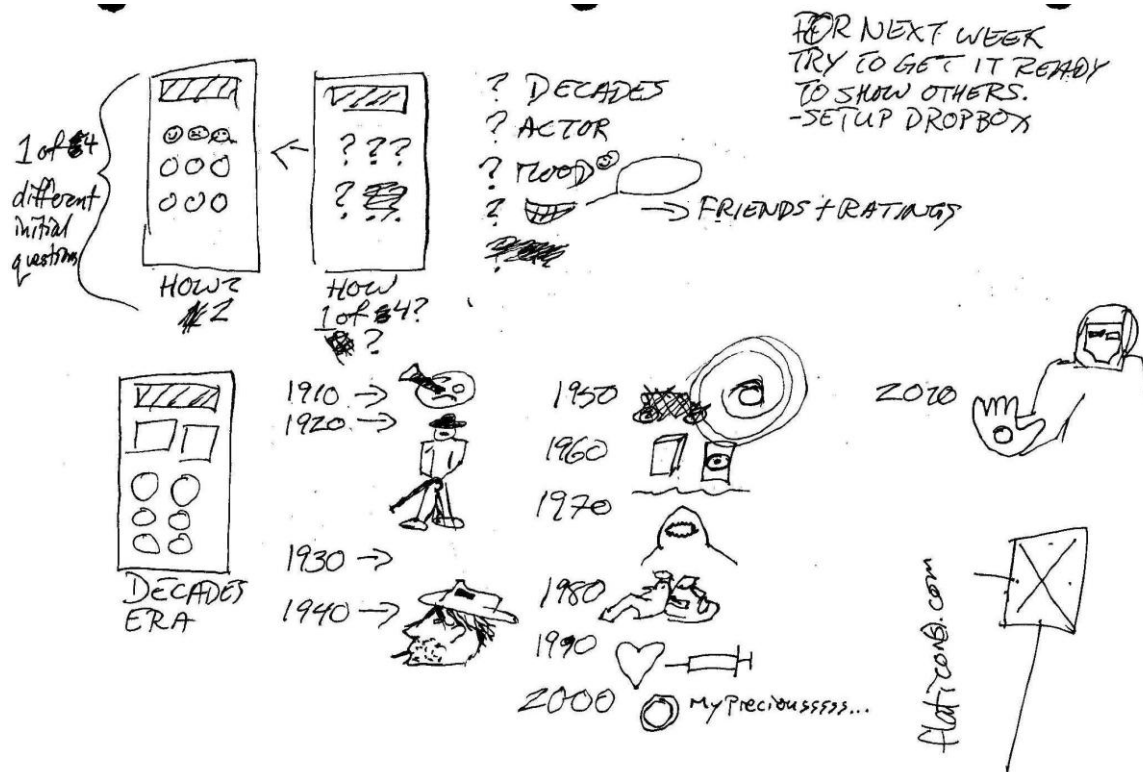 FOR NEXT WEEK
TRY TO GET IT READY
TO SHOW OTHERS.
-SETUP DROPBOX
? DECADES
? ACTOR
? MOOD
?
→ FRIENDS + RATINGS
1 of 4
different
initial
questions
? ? ?
?
HOW?
#2
HOW
1 of 4?
?
DECADES
ERA
1910 →
1920 →
1930 →
1940 →
1950
1960
1970
1980
1990
2000
My Preciousssss...
2010
flaticons.com